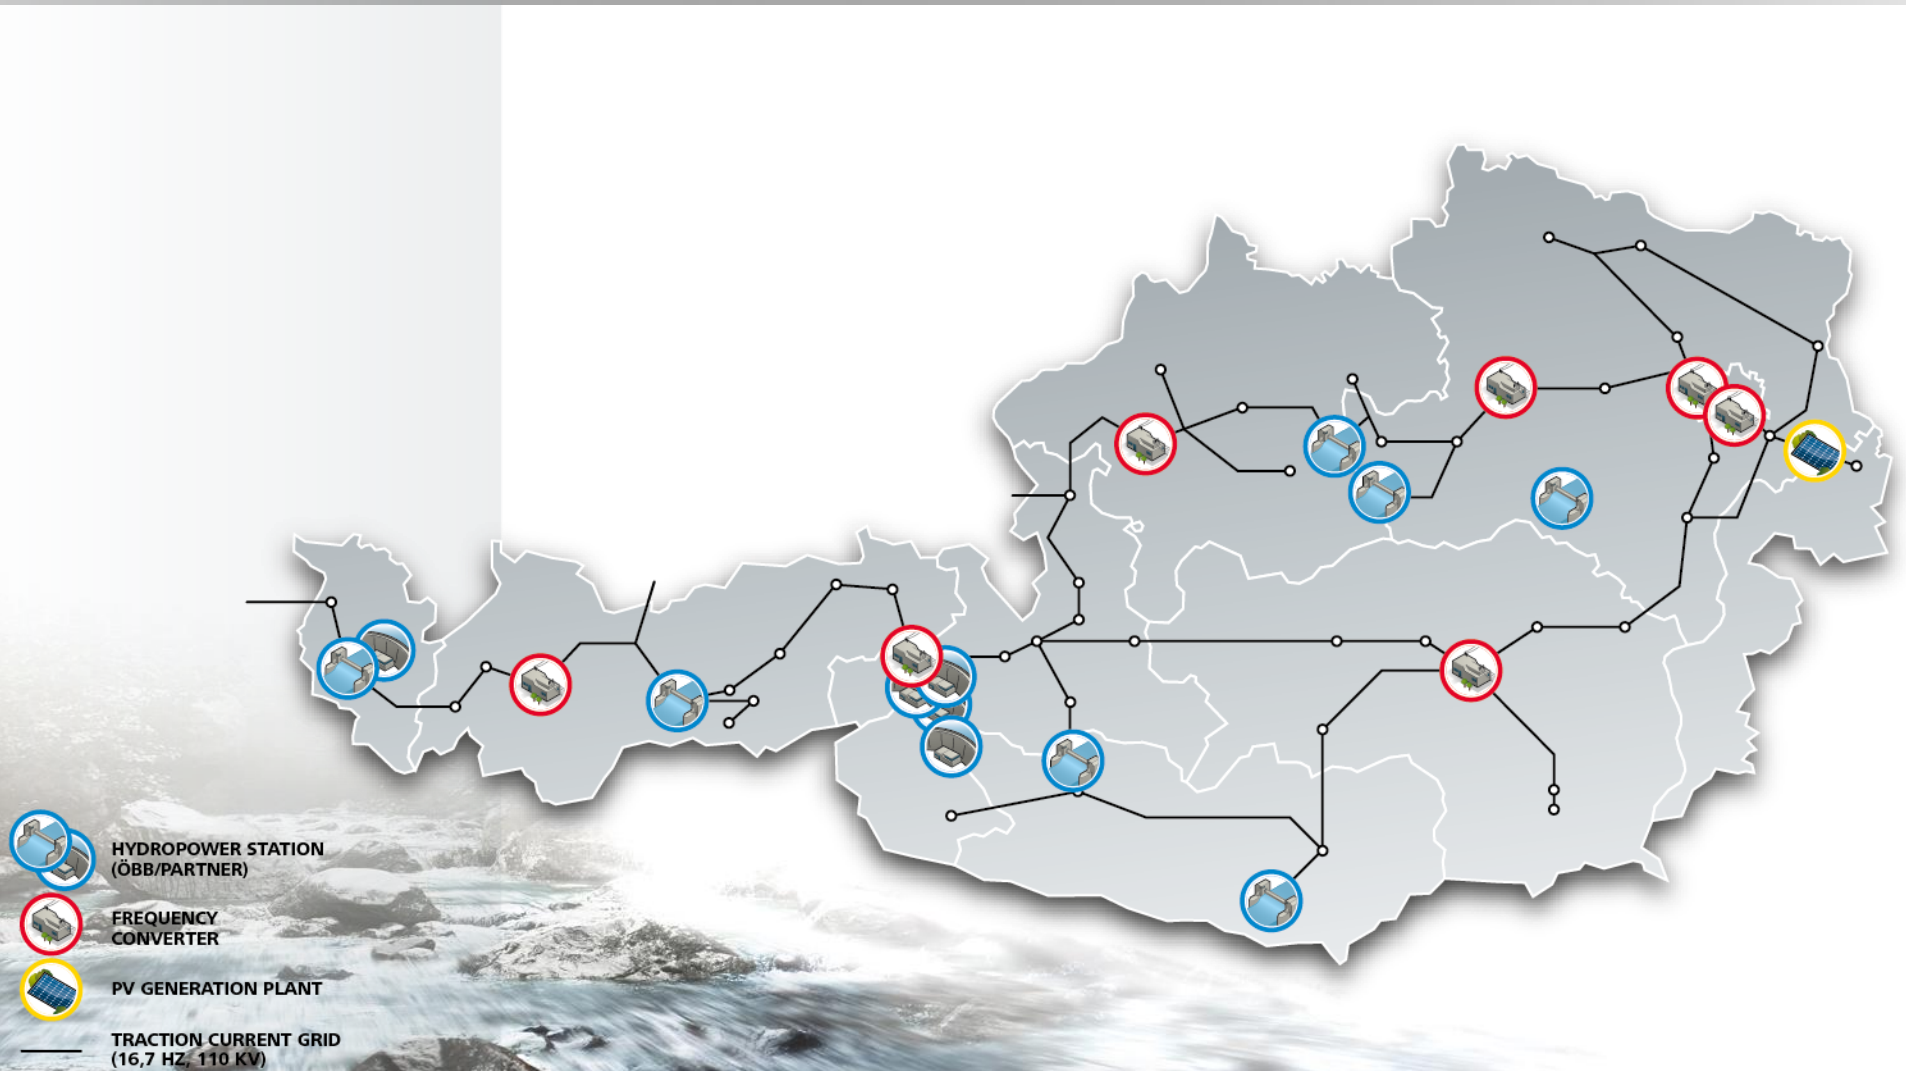 HYDROPOWER STATION
(ÖBB/PARTNER)
FREQUENCY
CONVERTER
PV GENERATION PLANT
TRACTION CURRENT GRID
(16,7 HZ, 110 KV)